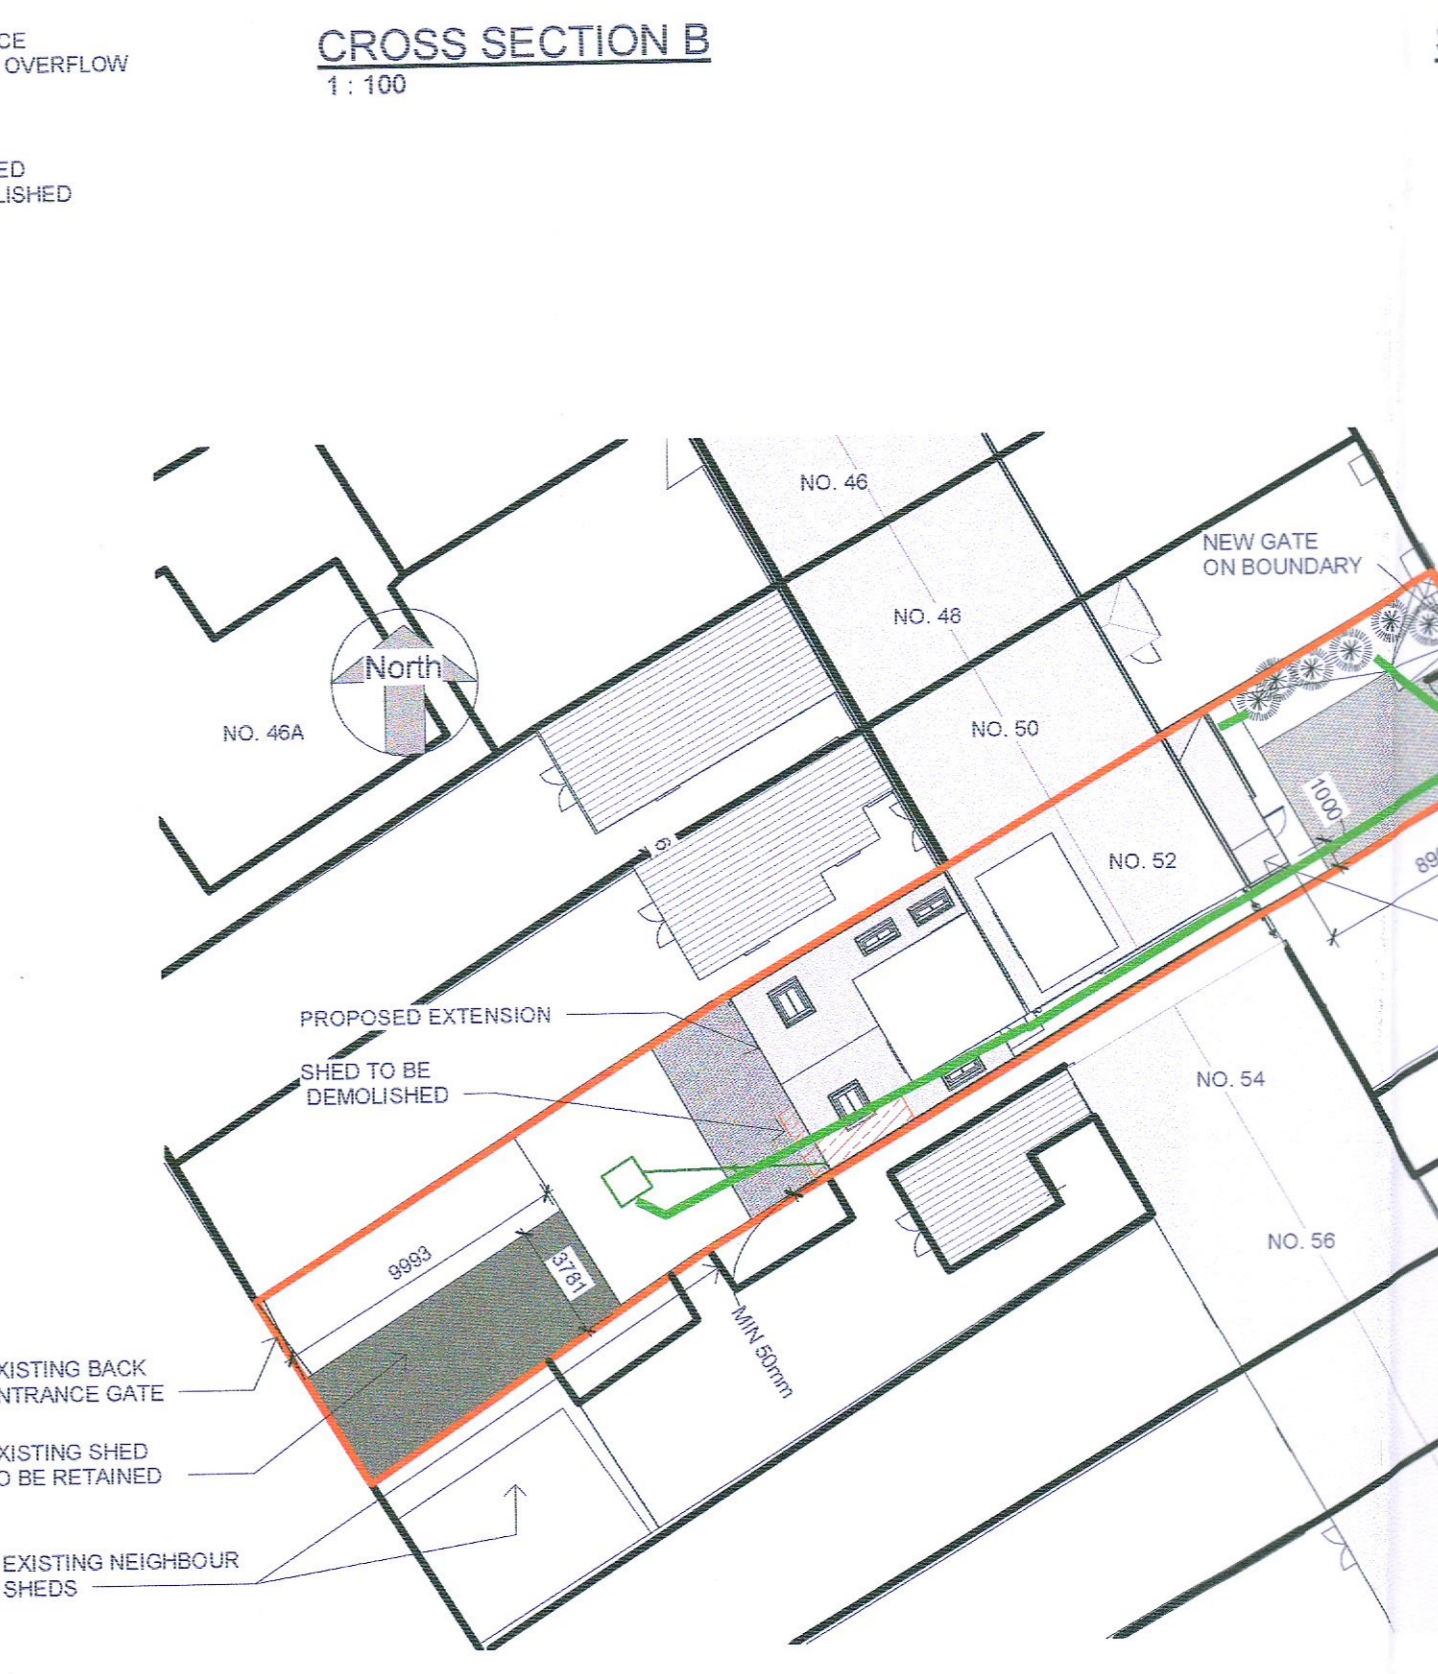 CE
OVERFLOW
CROSS SECTION B
1 : 100
ED
LISHED
NO. 46
NEW GATE
ON BOUNDARY
NO. 48
North
NO. 46A
NO. 50
1000
NO. 52
PROPOSED EXTENSION
SHED TO BE
DEMOLISHED
NO. 54
NO. 56
9993
3781
MIN 50mm
XISTING BACK
NTRANCE GATE
XISTING SHED
O BE RETAINED
EXISTING NEIGHBOUR
SHEDS